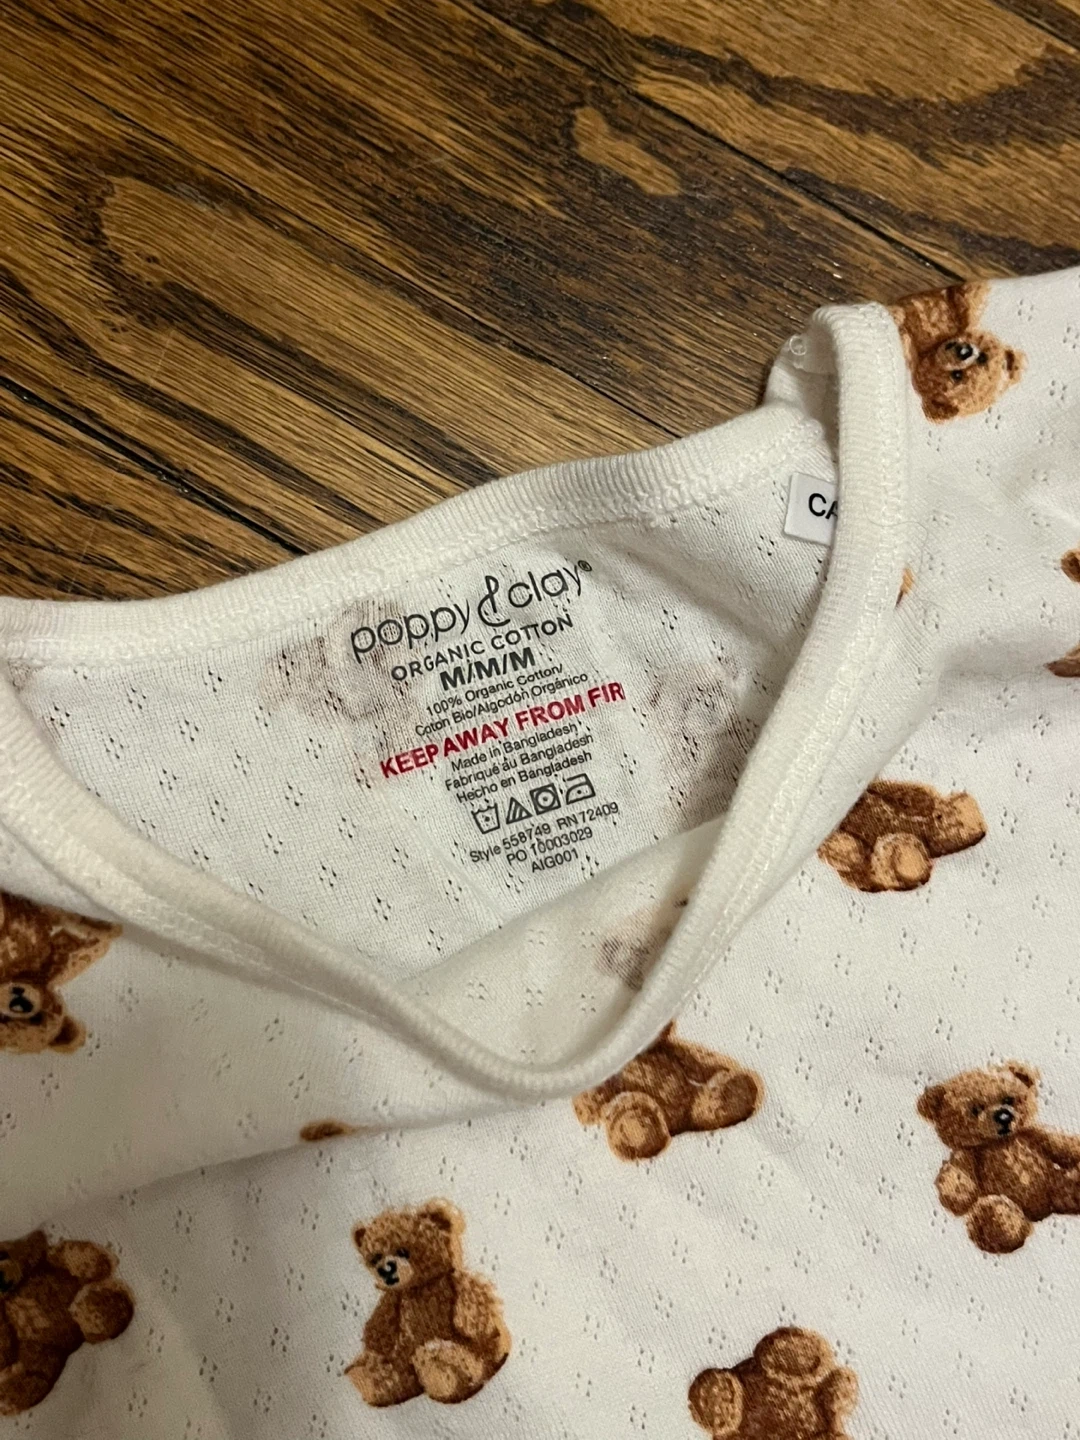 poppy & clay®
ORGANIC COTTON
M/M/M
100% Organic Cotton/
Coton Bio/Algodón Orgánico
KEEP AWAY FROM FIR
Made in Bangladesh
Fabriqué au Bangladesh
Hecho en Bangladesh
Style 558749 RN 72409
PO 10003029
AIG001
CA